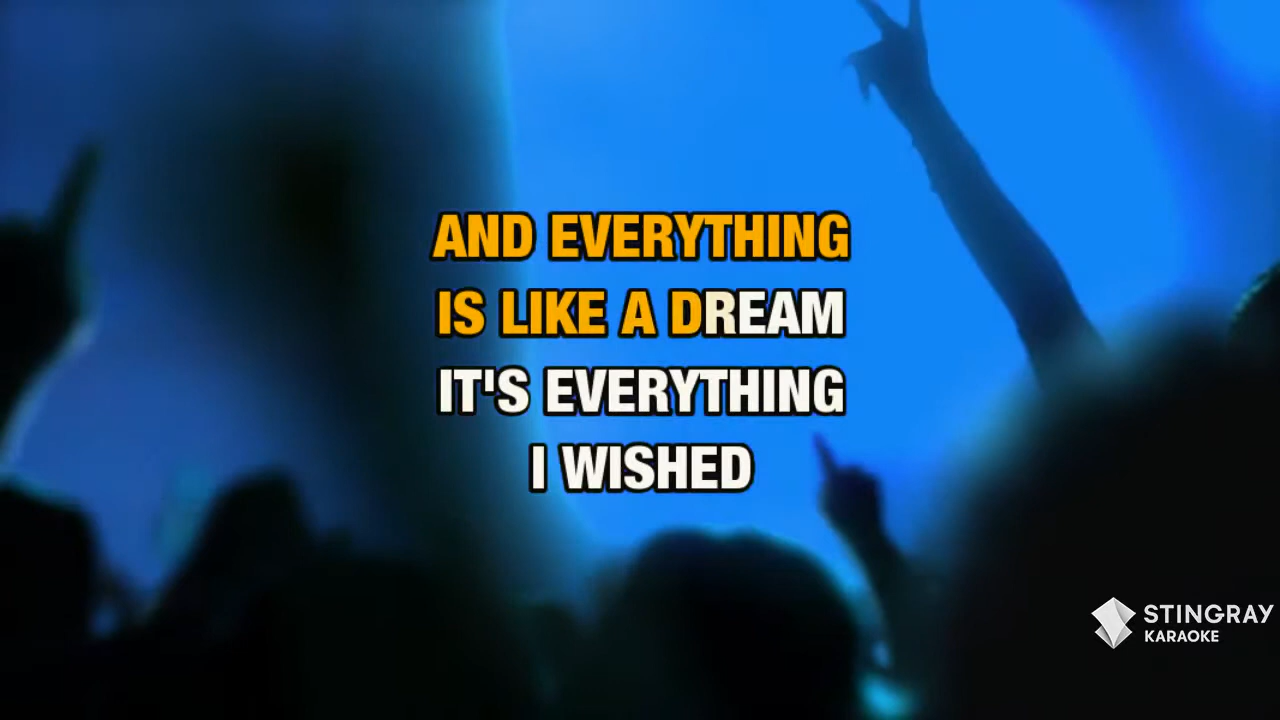 AND EVERYTHING
IS LIKE A DREAM
IT'S EVERYTHING
I WISHED
STINGRAY
KARAOKE